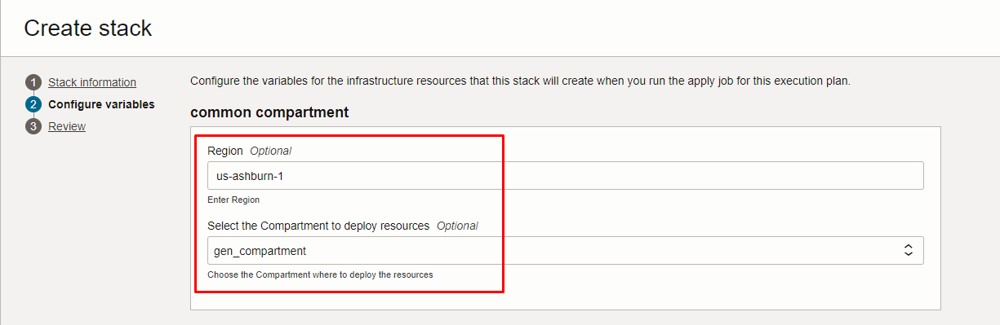 Create stack
1 Stack information
2 Configure variables
3 Review
Configure the variables for the infrastructure resources that this stack will create when you run the apply job for this execution plan.
common compartment
Region Optional
us-ashburn-1
Enter Region
Select the Compartment to deploy resources Optional
gen_compartment
Choose the Compartment where to deploy the resources